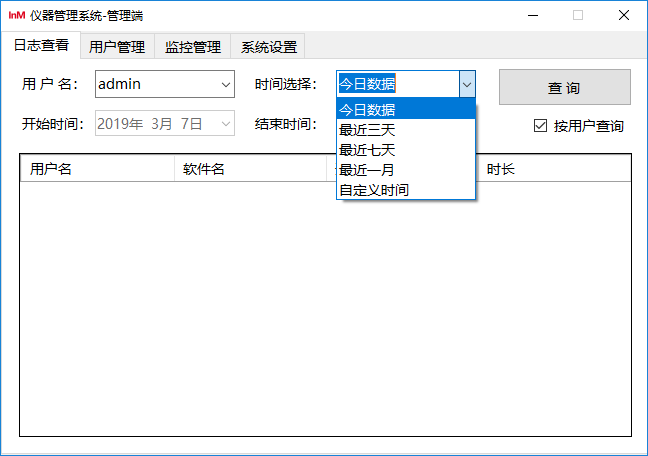 InM 仪器管理系统-管理端
日志查看 用户管理 监控管理 系统设置
用 户 名： admin 时间选择： 今日数据 查 询
今日数据
开始时间： 2019年 3月 7日 结束时间： 最近三天 按用户查询
最近七天
用户名 软件名 最近一月 时长
自定义时间